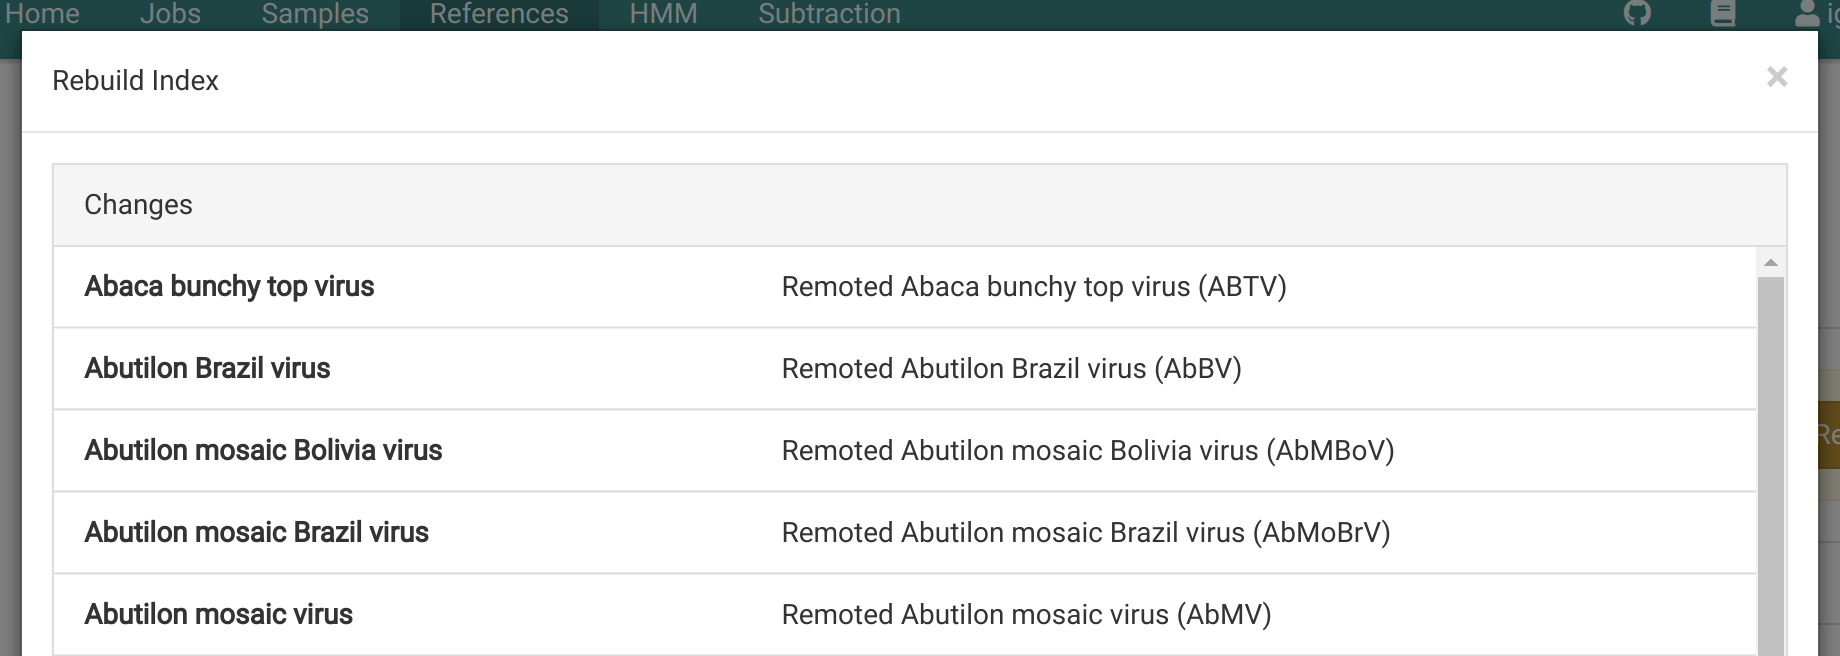 Home Jobs Samples References HMM Subtraction
Rebuild Index
Changes
Abaca bunchy top virus Remoted Abaca bunchy top virus (ABTV)
Abutilon Brazil virus Remoted Abutilon Brazil virus (AbBV)
Abutilon mosaic Bolivia virus Remoted Abutilon mosaic Bolivia virus (AbMBoV)
Abutilon mosaic Brazil virus Remoted Abutilon mosaic Brazil virus (AbMoBrV)
Abutilon mosaic virus Remoted Abutilon mosaic virus (AbMV)